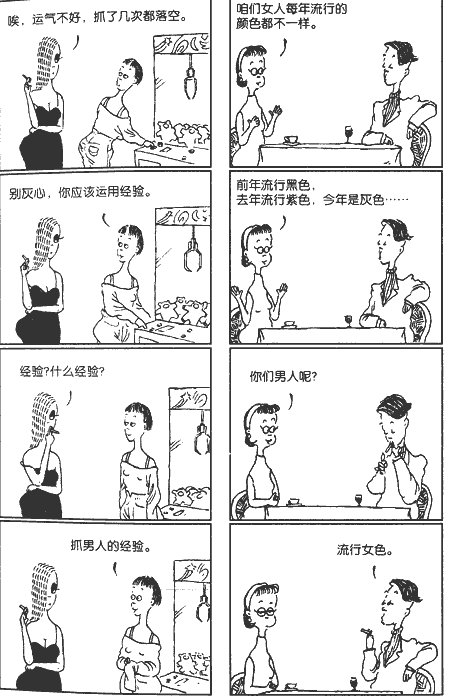 唉，运气不好，抓了几次都落空。
别灰心，你应该运用经验。
经验?什么经验?
抓男人的经验。
咱们女人每年流行的
颜色都不一样。
前年流行黑色，
去年流行紫色，今年是灰色……
你们男人呢?
流行女色。